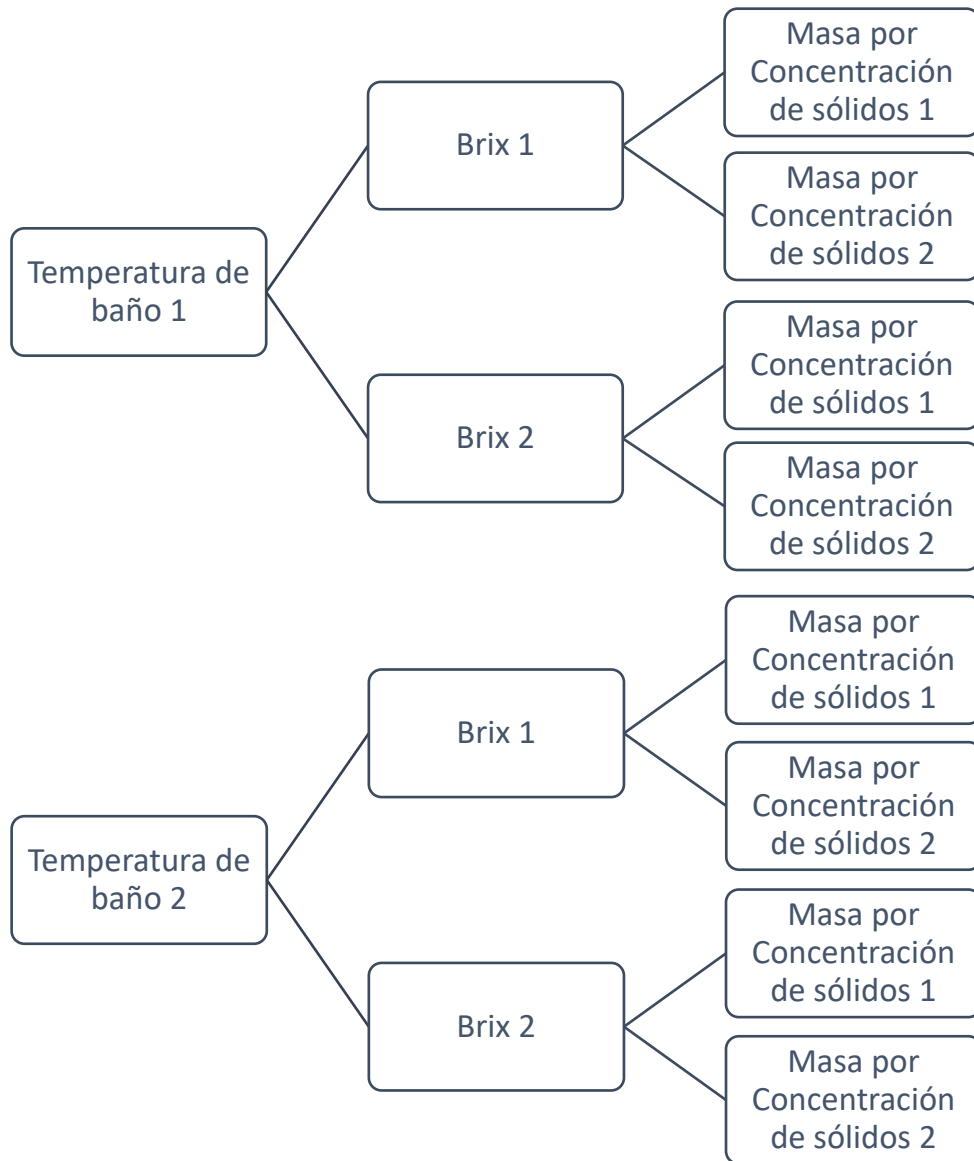 Temperatura de
baño 1
Brix 1
Masa por
Concentración
de sólidos 1
Masa por
Concentración
de sólidos 2
Brix 2
Masa por
Concentración
de sólidos 1
Masa por
Concentración
de sólidos 2
Temperatura de
baño 2
Brix 1
Masa por
Concentración
de sólidos 1
Masa por
Concentración
de sólidos 2
Brix 2
Masa por
Concentración
de sólidos 1
Masa por
Concentración
de sólidos 2